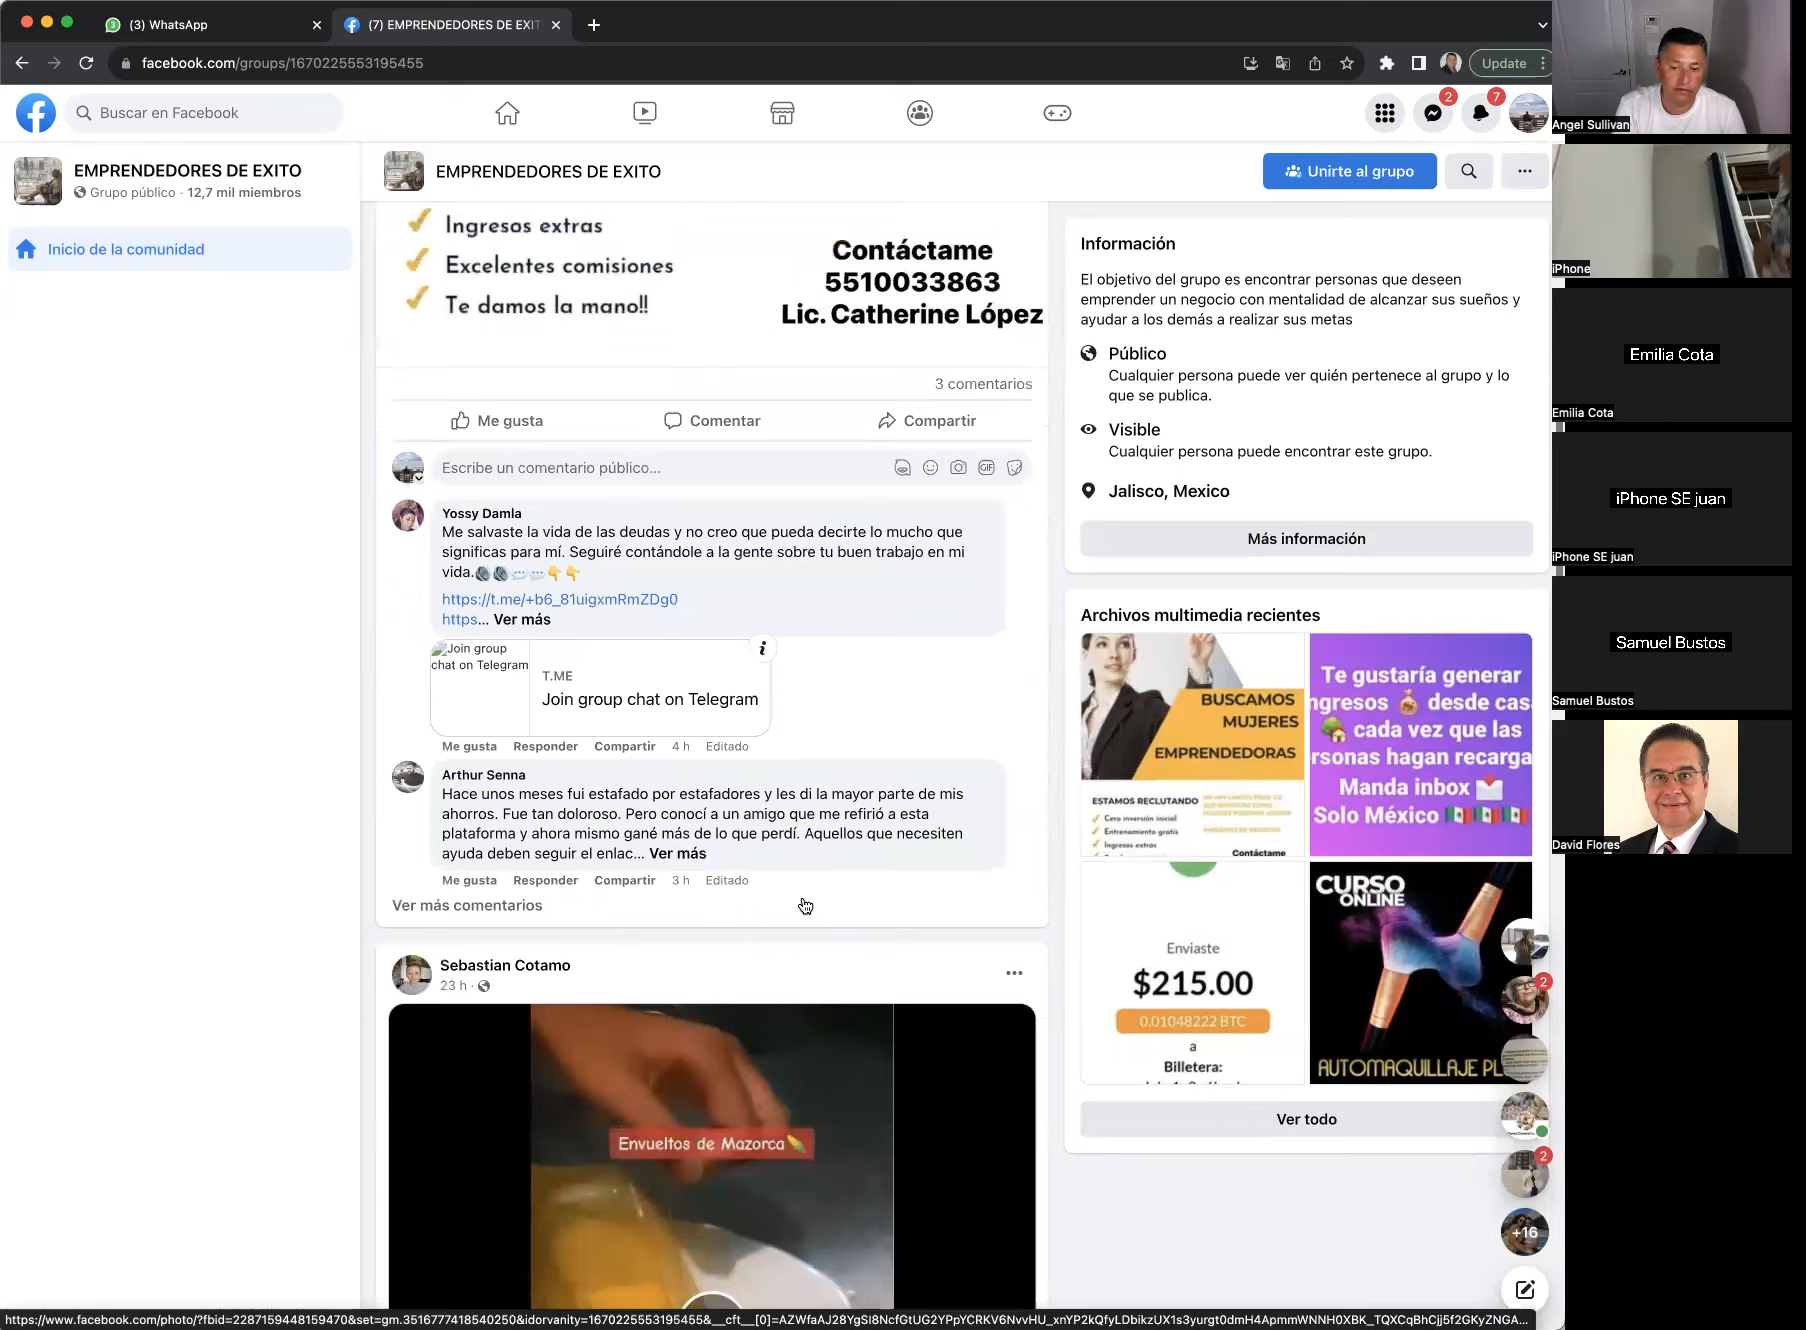 (3) WhatsApp
(7) EMPRENDEDORES DE EXIT
facebook.com/groups/1670225553195455
Update
Buscar en Facebook
2
7
EMPRENDEDORES DE EXITO
Grupo público · 12,7 mil miembros
Inicio de la comunidad
EMPRENDEDORES DE EXITO
Unirte al grupo
Ingresos extras
Excelentes comisiones
Te damos la mano!!
Contáctame
5510033863
Lic. Catherine López
3 comentarios
Me gusta
Comentar
Compartir
Escribe un comentario público...
GIF
Yossy Damla
Me salvaste la vida de las deudas y no creo que pueda decirte lo mucho que
significas para mí. Seguiré contándole a la gente sobre tu buen trabajo en mi
vida.
https://t.me/+b6_81uigxmRmZDg0
https... Ver más
Join group
chat on Telegram
T.ME
Join group chat on Telegram
Me gusta Responder Compartir 4 h Editado
Arthur Senna
Hace unos meses fui estafado por estafadores y les di la mayor parte de mis
ahorros. Fue tan doloroso. Pero conocí a un amigo que me refirió a esta
plataforma y ahora mismo gané más de lo que perdí. Aquellos que necesiten
ayuda deben seguir el enlac... Ver más
Me gusta Responder Compartir 3 h Editado
Ver más comentarios
Sebastian Cotamo
23 h ·
Envueltos de Mazorca
Información
El objetivo del grupo es encontrar personas que deseen
emprender un negocio con mentalidad de alcanzar sus sueños y
ayudar a los demás a realizar sus metas
Público
Cualquier persona puede ver quién pertenece al grupo y lo
que se publica.
Visible
Cualquier persona puede encontrar este grupo.
Jalisco, Mexico
Más información
Archivos multimedia recientes
BUSCAMOS
MUJERES
EMPRENDEDORAS
ESTAMOS RECLUTANDO
Cero inversión inicial
Entrenamiento gratis
Ingresos extras
Contáctame
Te gustaría generar
ngresos desde cas
cada vez que las
rsonas hagan recarga
Manda inbox
Solo México
Enviaste
$215.00
0.01048222 BTC
a
Billetera:
CURSO
ONLINE
AUTOMAQUILLAJE PL
Ver todo
2
2
+16
Angel Sullivan
iPhone
Emilia Cota
Emilia Cota
iPhone SE juan
iPhone SE juan
Samuel Bustos
Samuel Bustos
David Flores